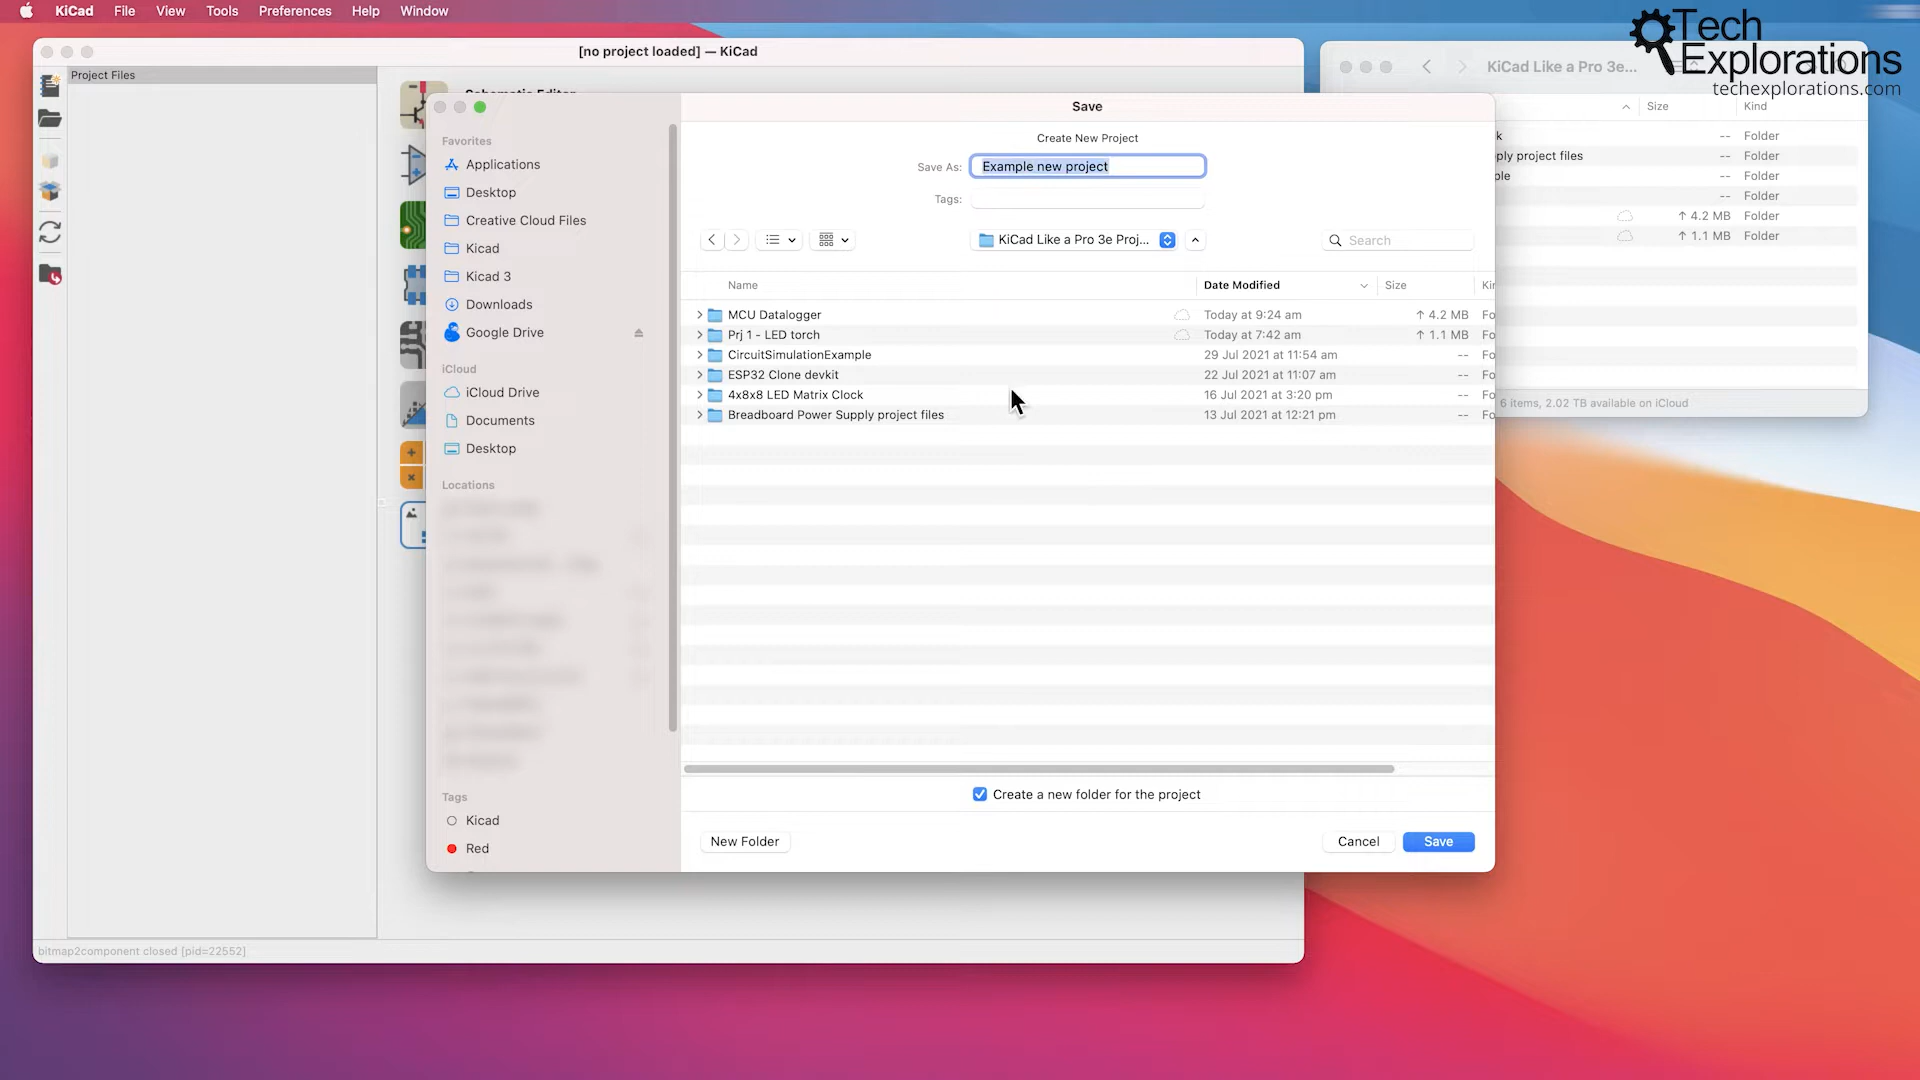 KiCad File View Tools Preferences Help Window
Tech
Explorations
techexplorations.com
[no project loaded] — KiCad
KiCad Like a Pro 3e...
Project Files
Schematic Editor
Save
Create New Project
Save As: Example new project
Tags:
KiCad Like a Pro 3e Proj...
Search
Name Date Modified Size
MCU Datalogger Today at 9:24 am ↑ 4.2 MB Fo
Prj 1 - LED torch Today at 7:42 am ↑ 1.1 MB Fo
CircuitSimulationExample 29 Jul 2021 at 11:54 am -- Fo
ESP32 Clone devkit 22 Jul 2021 at 11:07 am -- Fo
4x8x8 LED Matrix Clock 16 Jul 2021 at 3:20 pm -- Fo
Breadboard Power Supply project files 13 Jul 2021 at 12:21 pm -- Fo
Create a new folder for the project
New Folder
Cancel
Save
Favorites
Applications
Desktop
Creative Cloud Files
Kicad
Kicad 3
Downloads
Google Drive
iCloud
iCloud Drive
Documents
Desktop
Locations
Tags
Kicad
Red
Size Kind
k -- Folder
ply project files -- Folder
ple -- Folder
-- Folder
↑ 4.2 MB Folder
↑ 1.1 MB Folder
6 items, 2.02 TB available on iCloud
bitmap2component closed [pid=22552]